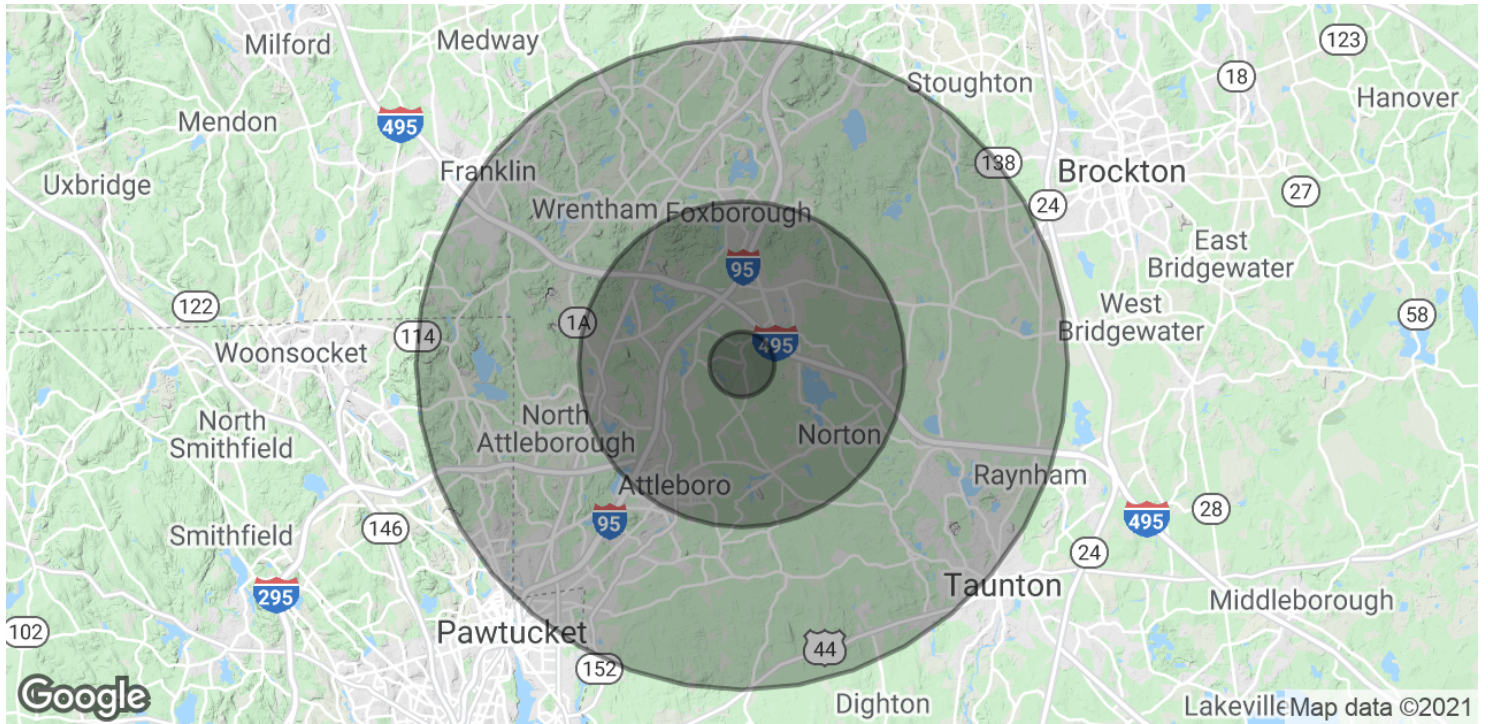 Milford
Medway
123
18
Stoughton
Hanover
Mendon
495
Franklin
138
Brockton
Uxbridge
27
24
Wrentham
Foxborough
East
Bridgewater
95
122
1A
West
Bridgewater
58
114
495
Woonsocket
North
Smithfield
North
Attleborough
Norton
Raynham
Attleboro
95
495
28
146
Smithfield
24
Taunton
295
Middleborough
102
Pawtucket
44
152
Google
Dighton
Lakeville
Map data ©2021